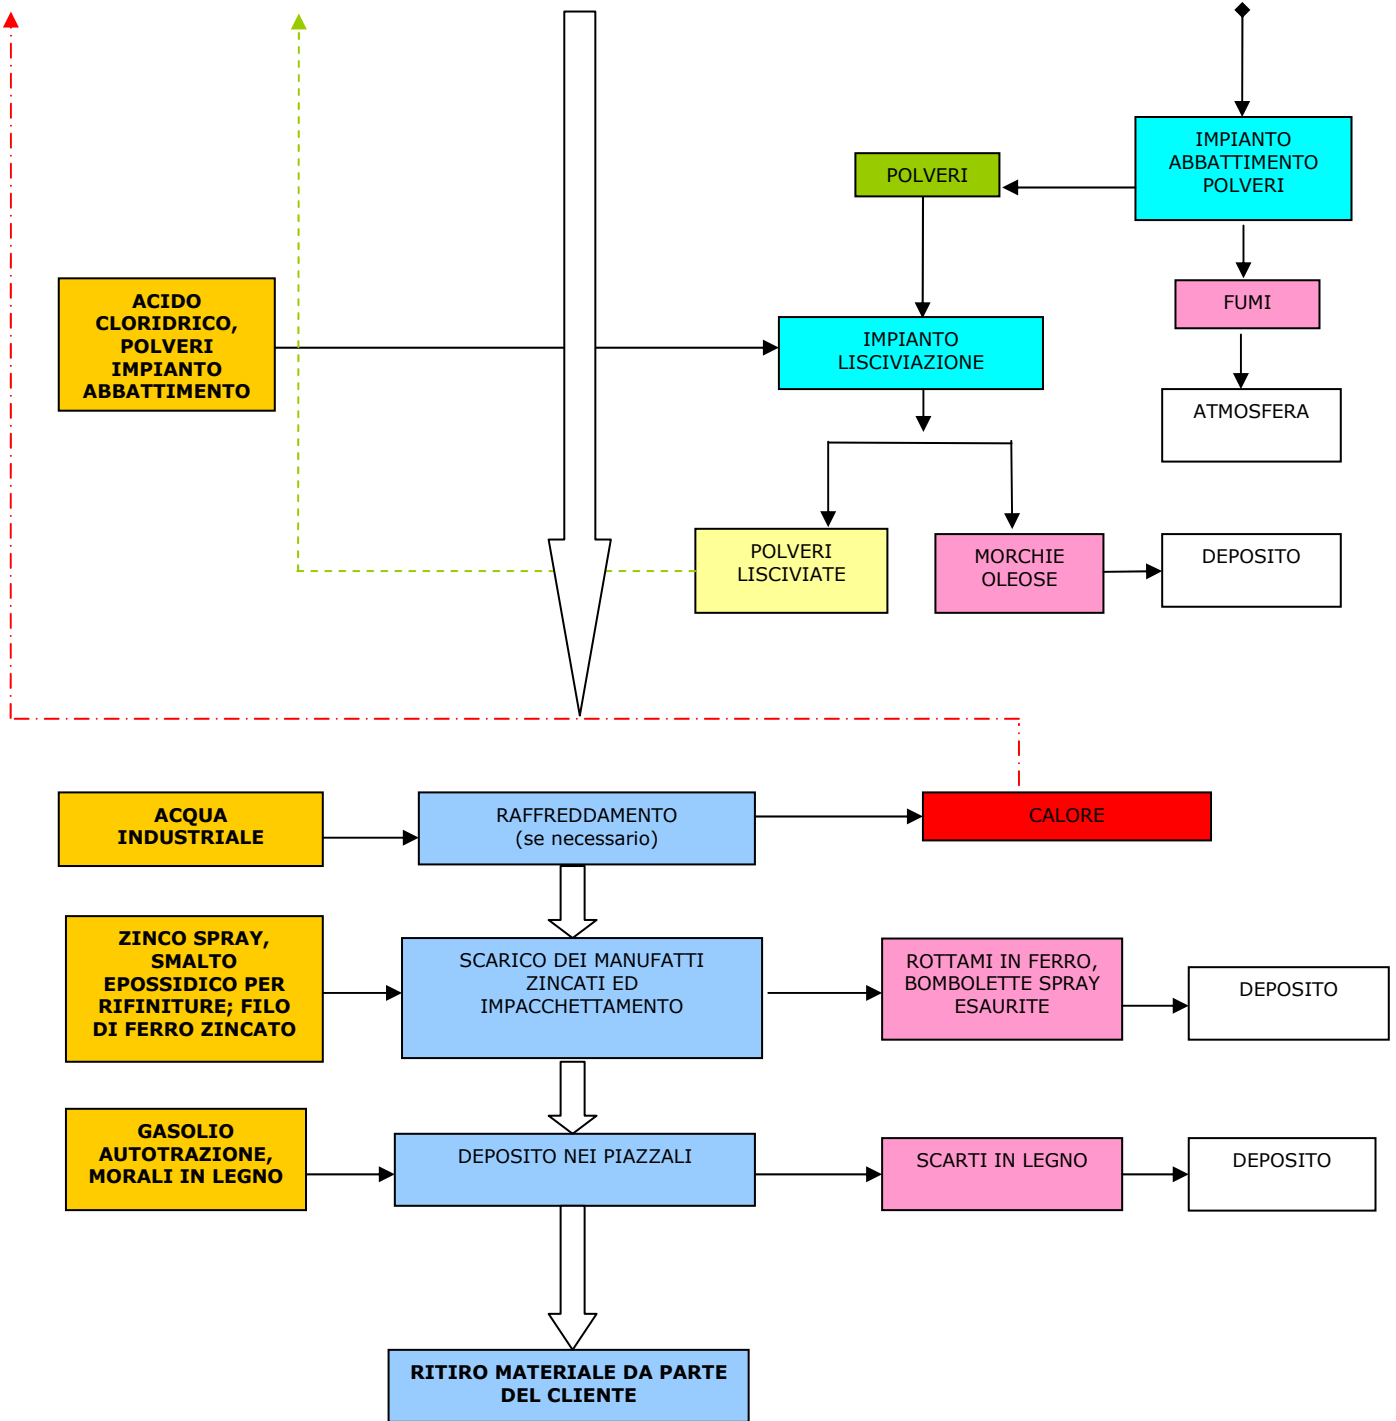 IMPIANTO
ABBATTIMENTO
POLVERI
POLVERI
FUMI
ACIDO
CLORIDRICO,
POLVERI
IMPIANTO
ABBATTIMENTO
IMPIANTO
LISCIVIAZIONE
ATMOSFERA
POLVERI
LISCIVIATE
MORCHIE
OLEOSE
DEPOSITO
ACQUA
INDUSTRIALE
RAFFREDDAMENTO
(se necessario)
CALORE
ZINCO SPRAY,
SMALTO
EPOSSIDICO PER
RIFINITURE; FILO
DI FERRO ZINCATO
SCARICO DEI MANUFATTI
ZINCATI ED
IMPACCHETTAMENTO
ROTTAMI IN FERRO,
BOMBOLETTE SPRAY
ESAURITE
DEPOSITO
GASOLIO
AUTOTRAZIONE,
MORALI IN LEGNO
DEPOSITO NEI PIAZZALI
SCARTI IN LEGNO
DEPOSITO
RITIRO MATERIALE DA PARTE
DEL CLIENTE